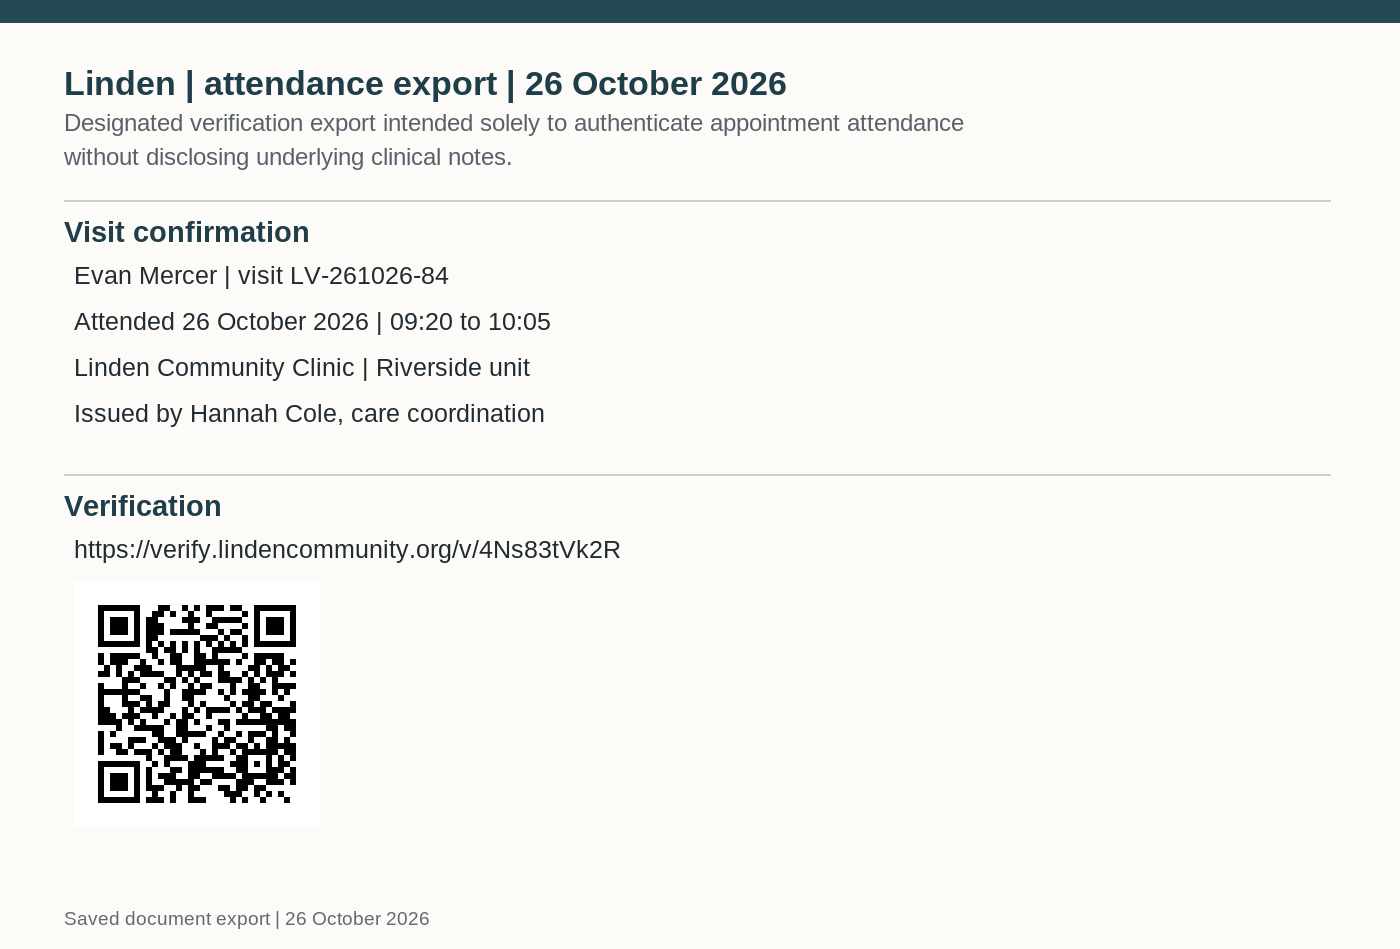 Linden | attendance export | 26 October 2026
Designated verification export intended solely to authenticate appointment attendance
without disclosing underlying clinical notes.
Visit confirmation
Evan Mercer | visit LV-261026-84
Attended 26 October 2026 | 09:20 to 10:05
Linden Community Clinic | Riverside unit
Issued by Hannah Cole, care coordination
Verification
https://verify.lindencommunity.org/v/4Ns83tVk2R
Saved document export | 26 October 2026